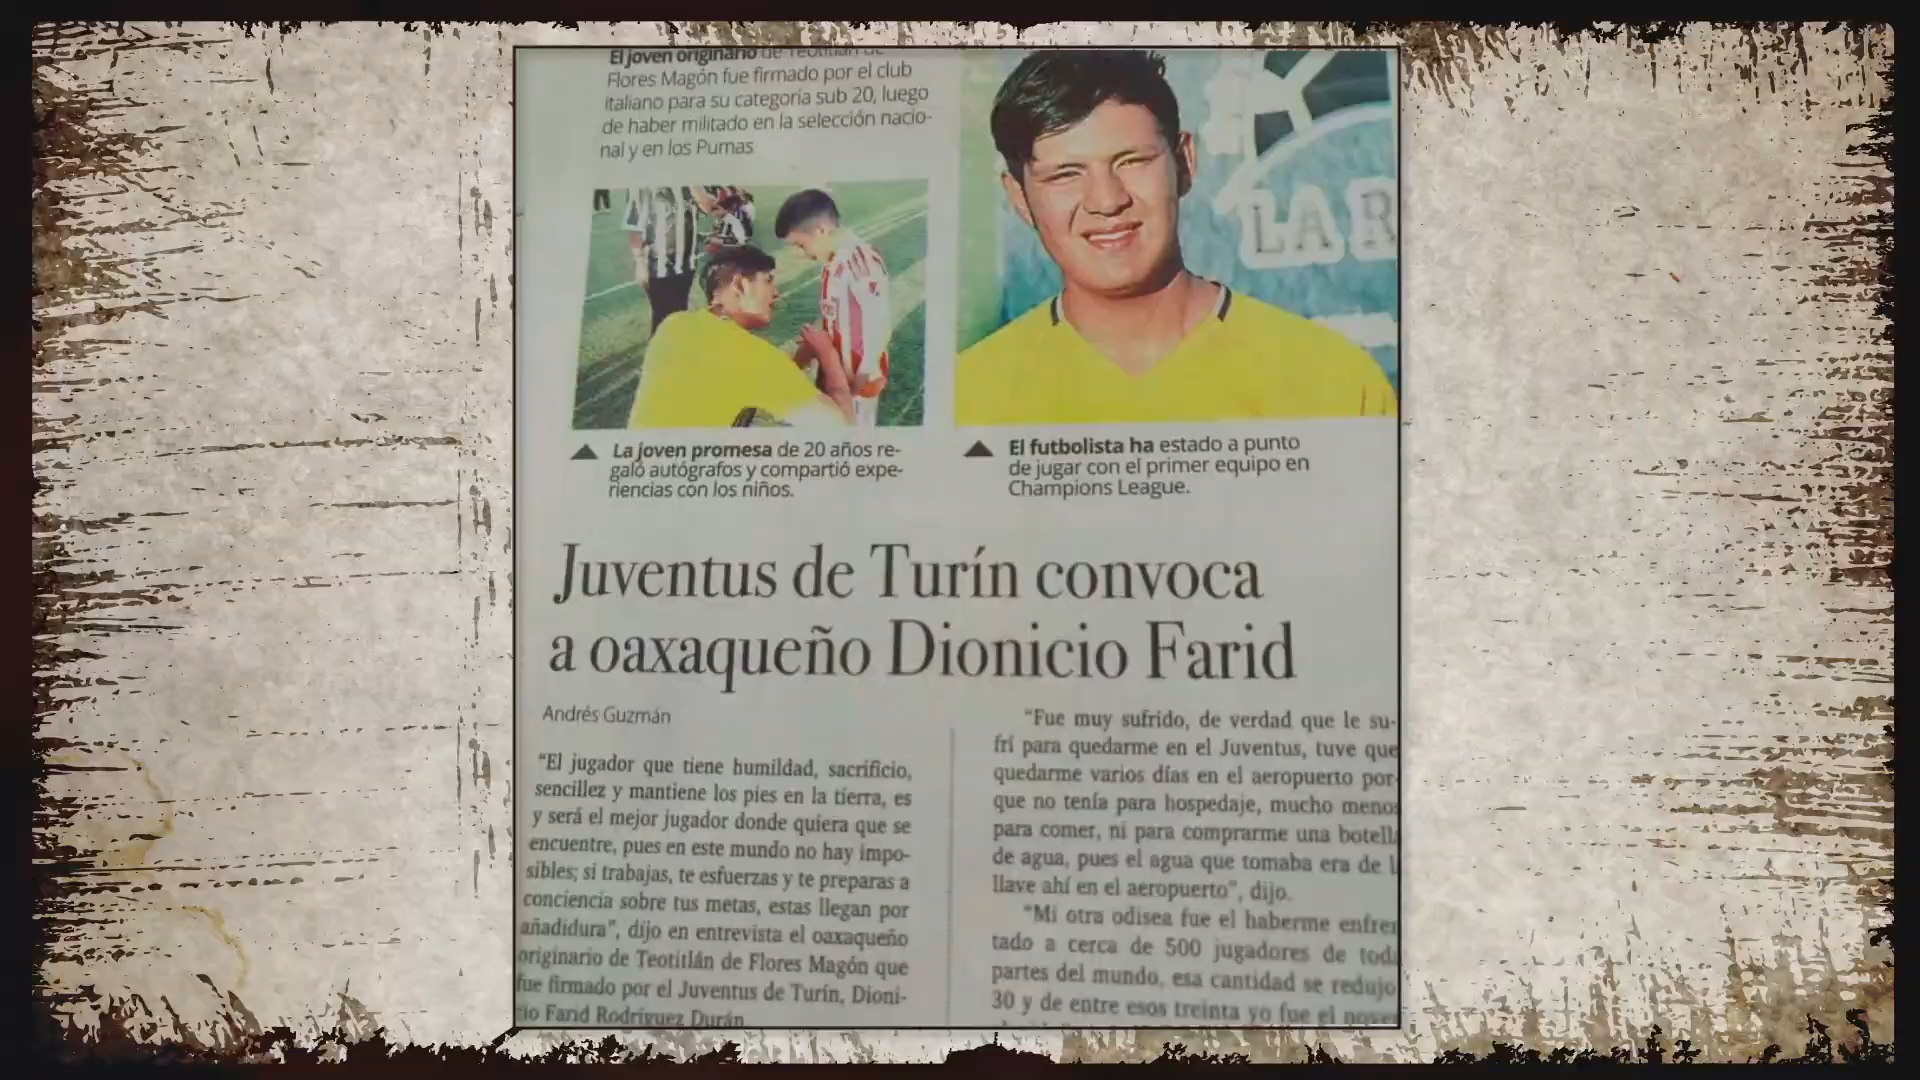 El joven originario de Teotitlán de
Flores Magón fue firmado por el club
italiano para su categoría sub 20, luego
de haber militado en la selección nacio-
nal y en los Pumas
LA R
La joven promesa de 20 años re-
galó autógrafos y compartió expe-
riencias con los niños.
El futbolista ha estado a punto
de jugar con el primer equipo en
Champions League.
Juventus de Turín convoca
a oaxaqueño Dionicio Farid
Andrés Guzmán
“El jugador que tiene humildad, sacrificio,
sencillez y mantiene los pies en la tierra, es
y será el mejor jugador donde quiera que se
encuentre, pues en este mundo no hay impo-
sibles; si trabajas, te esfuerzas y te preparas a
conciencia sobre tus metas, estas llegan por
añadidura”, dijo en entrevista el oaxaqueño
originario de Teotitlán de Flores Magón que
fue firmado por el Juventus de Turín, Dioni-
cio Farid Rodríguez Durán
“Fue muy sufrido, de verdad que le su-
frí para quedarme en el Juventus, tuve que
quedarme varios días en el aeropuerto por-
que no tenía para hospedaje, mucho menos
para comer, ni para comprarme una botell
de agua, pues el agua que tomaba era de l
llave ahí en el aeropuerto”, dijo.
“Mi otra odisea fue el haberme enfren
tado a cerca de 500 jugadores de toda
partes del mundo, esa cantidad se redujo
30 y de entre esos treinta yo fue el nove